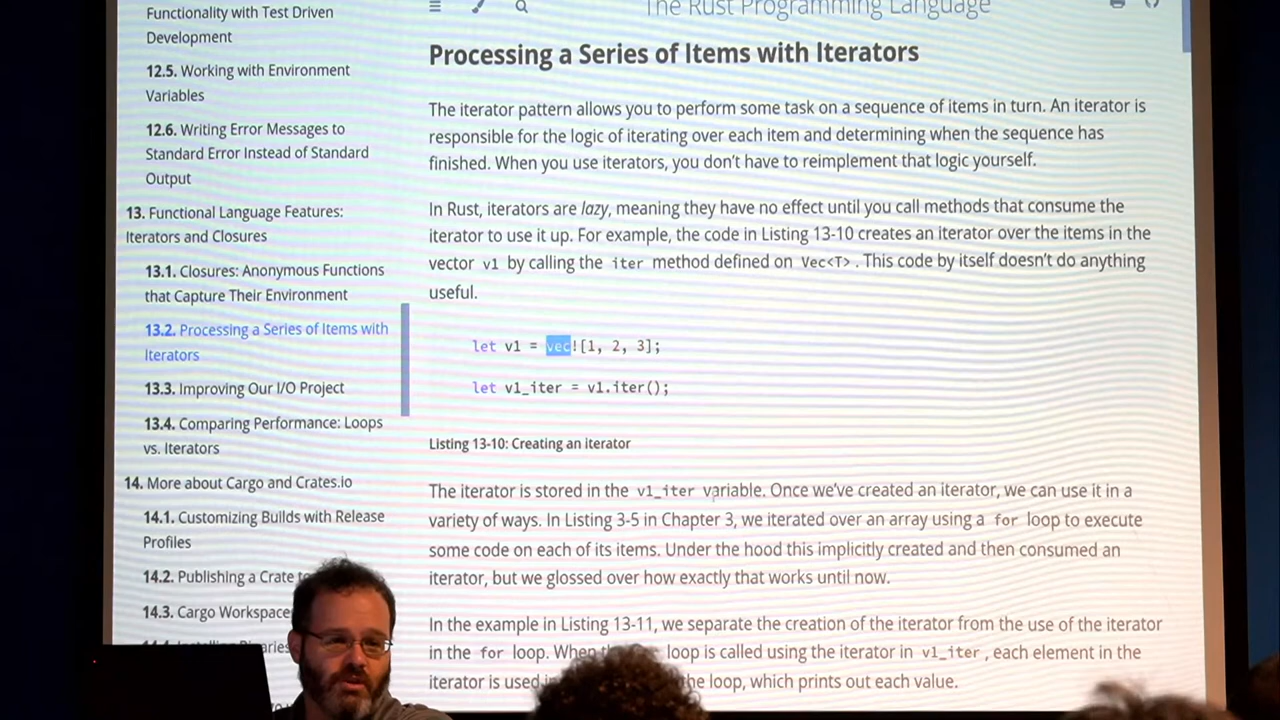 Functionality with Test Driven
Development
12.5. Working with Environment
Variables
12.6. Writing Error Messages to
Standard Error Instead of Standard
Output
13. Functional Language Features:
Iterators and Closures
13.1. Closures: Anonymous Functions
that Capture Their Environment
13.2. Processing a Series of Items with
Iterators
13.3. Improving Our I/O Project
13.4. Comparing Performance: Loops
vs. Iterators
14. More about Cargo and Crates.io
14.1. Customizing Builds with Release
Profiles
14.2. Publishing a Crate
14.3. Cargo Workspace
The Rust Programming Language
Processing a Series of Items with Iterators
The iterator pattern allows you to perform some task on a sequence of items in turn. An iterator is
responsible for the logic of iterating over each item and determining when the sequence has
finished. When you use iterators, you don't have to reimplement that logic yourself.
In Rust, iterators are lazy, meaning they have no effect until you call methods that consume the
iterator to use it up. For example, the code in Listing 13-10 creates an iterator over the items in the
vector v1 by calling the iter method defined on Vec<T>. This code by itself doesn't do anything
useful.
let v1 = vec![1, 2, 3];
let v1_iter = v1.iter();
Listing 13-10: Creating an iterator
The iterator is stored in the v1_iter variable. Once we've created an iterator, we can use it in a
variety of ways. In Listing 3-5 in Chapter 3, we iterated over an array using a for loop to execute
some code on each of its items. Under the hood this implicitly created and then consumed an
iterator, but we glossed over how exactly that works until now.
In the example in Listing 13-11, we separate the creation of the iterator from the use of the iterator
in the for loop. When loop is called using the iterator in v1_iter, each element in the
iterator is used the loop, which prints out each value.